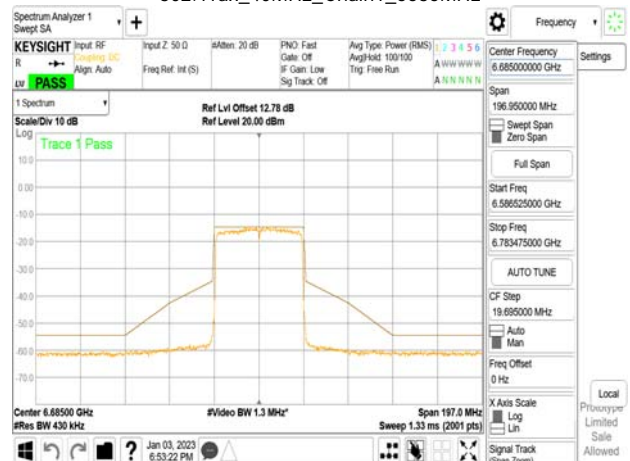 Spectrum Analyzer 1
Swept SA
+
Frequency
KEYSIGHT
R
LW PASS
Input: RF
Coupling: DC
Align: Auto
Input Z: 50 Ω
Freq Ref: Int (S)
#Atten: 20 dB
PNO: Fast
Gate: Off
IF Gain: Low
Sig Track: Off
Avg Type: Power (RMS)
Avg|Hold: 100/100
Trig: Free Run
1 2 3 4 5 6
A W W W W W
A N N N N N
1 Spectrum
Scale/Div 10 dB
Log
Ref Lvl Offset 12.78 dB
Ref Level 20.00 dBm
Trace 1 Pass
10.0
0.00
-10.0
-20.0
-30.0
-40.0
-50.0
-60.0
-70.0
Center 6.68500 GHz
#Res BW 430 kHz
#Video BW 1.3 MHz*
Span 197.0 MHz
Sweep 1.33 ms (2001 pts)
Jan 03, 2023
6:53:22 PM
Center Frequency
6.685000000 GHz
Settings
Span
196.950000 MHz
Swept Span
Zero Span
Full Span
Start Freq
6.586525000 GHz
Stop Freq
6.783475000 GHz
AUTO TUNE
CF Step
19.695000 MHz
Auto
Man
Freq Offset
0 Hz
X Axis Scale
Log
Lin
Signal Track
(Span Zoom)
Local
Prototype
Limited
Sale
Allowed